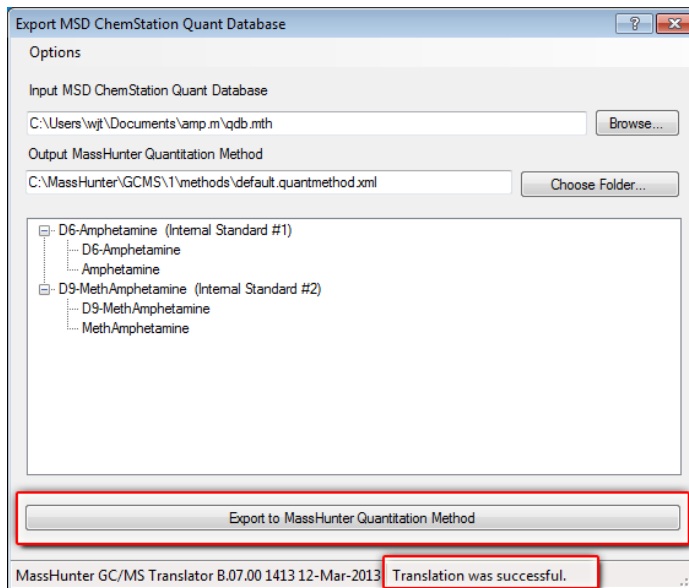 Export MSD ChemStation Quant Database
Options
Input MSD ChemStation Quant Database
C:\Users\wjt\Documents\amp.m\qdb.mth
Browse...
Output MassHunter Quantitation Method
C:\MassHunter\GCMS\1\methods\default.quantmethod.xml
Choose Folder...
D6-Amphetamine (Internal Standard #1)
D6-Amphetamine
Amphetamine
D9-MethAmphetamine (Internal Standard #2)
D9-MethAmphetamine
MethAmphetamine
Export to MassHunter Quantitation Method
MassHunter GC/MS Translator B.07.00 1413 12-Mar-2013 Translation was successful.